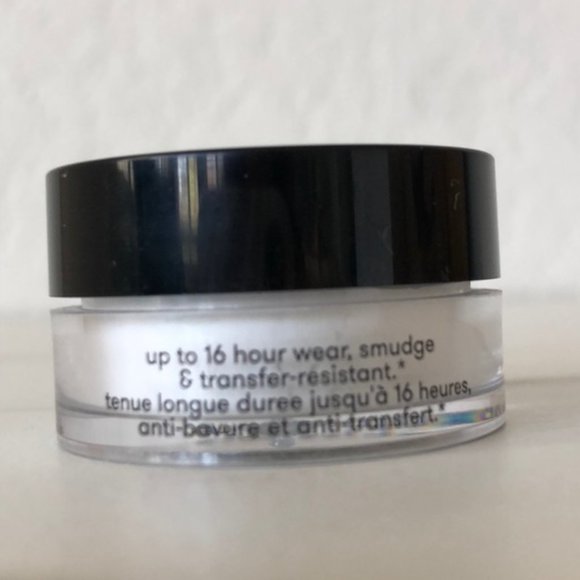 up to 16 hour wear, smudge
& transfer-resistant.*
tenue longue duree jusqu'à 16 heures,
anti-bavure et anti-transfert.*